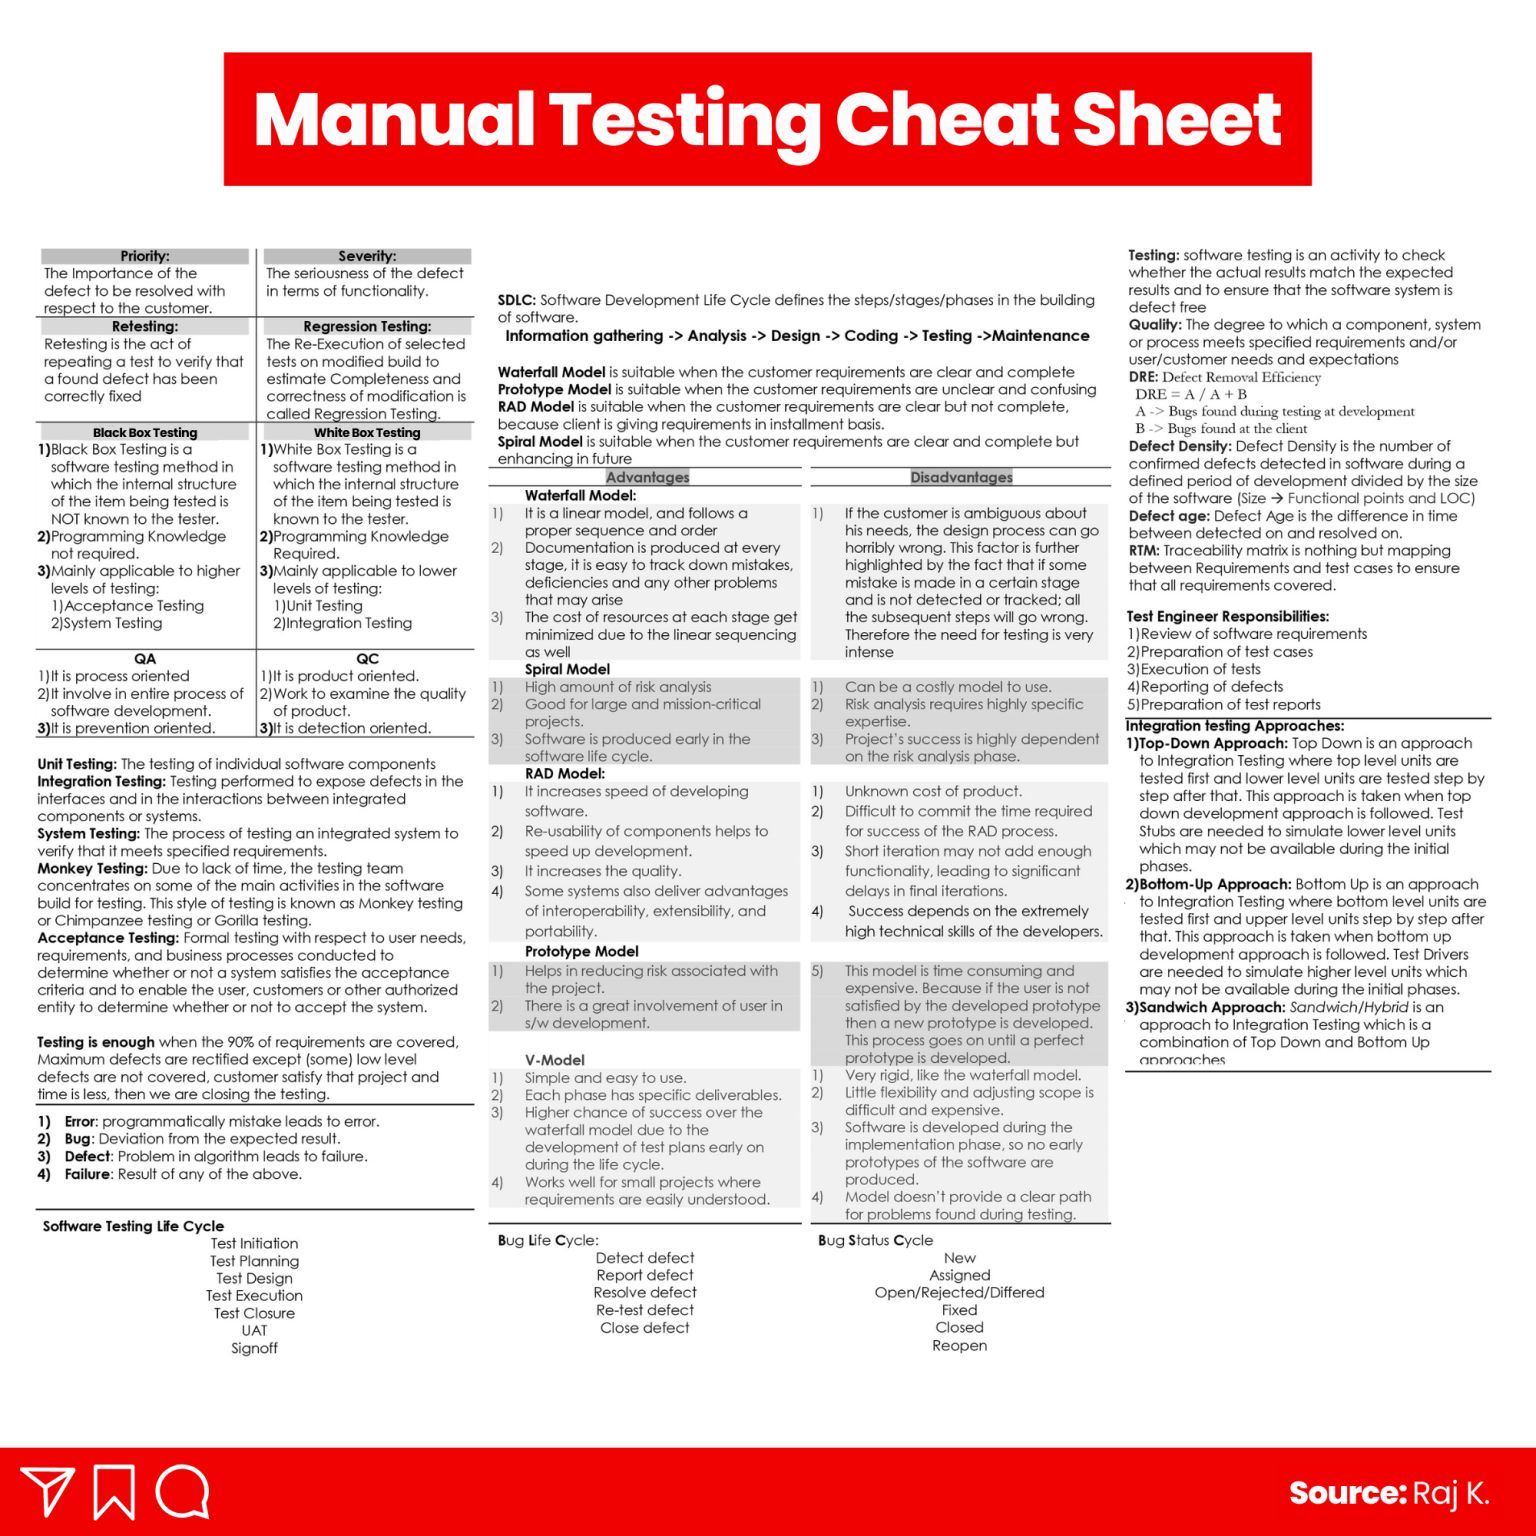 Manual Testing Cheat Sheet
Priority:
The Importance of the
defect to be resolved with
respect to the customer.
Severity:
The seriousness of the defect
in terms of functionality.
Retesting:
Retesting is the act of
repeating a test to verify that
a found defect has been
correctly fixed
Regression Testing:
The Re-Execution of selected
tests on modified build to
estimate Completeness and
correctness of modification is
called Regression Testing.
Black Box Testing
1)Black Box Testing is a
software testing method in
which the internal structure
of the item being tested is
NOT known to the tester.
2)Programming Knowledge
not required.
3)Mainly applicable to higher
levels of testing:
1)Acceptance Testing
2)System Testing
White Box Testing
1)White Box Testing is a
software testing method in
which the internal structure
of the item being tested is
known to the tester.
2)Programming Knowledge
Required.
3)Mainly applicable to lower
levels of testing:
1)Unit Testing
2)Integration Testing
QA
1)It is process oriented
2)It involve in entire process of
software development.
3)It is prevention oriented.
QC
1)It is product oriented.
2)Work to examine the quality
of product.
3)It is detection oriented.
Unit Testing: The testing of individual software components
Integration Testing: Testing performed to expose defects in the
interfaces and in the interactions between integrated
components or systems.
System Testing: The process of testing an integrated system to
verify that it meets specified requirements.
Monkey Testing: Due to lack of time, the testing team
concentrates on some of the main activities in the software
build for testing. This style of testing is known as Monkey testing
or Chimpanzee testing or Gorilla testing.
Acceptance Testing: Formal testing with respect to user needs,
requirements, and business processes conducted to
determine whether or not a system satisfies the acceptance
criteria and to enable the user, customers or other authorized
entity to determine whether or not to accept the system.
Testing is enough when the 90% of requirements are covered,
Maximum defects are rectified except (some) low level
defects are not covered, customer satisfy that project and
time is less, then we are closing the testing.
1) Error: programmatically mistake leads to error.
2) Bug: Deviation from the expected result.
3) Defect: Problem in algorithm leads to failure.
4) Failure: Result of any of the above.
Software Testing Life Cycle
Test Initiation
Test Planning
Test Design
Test Execution
Test Closure
UAT
Signoff
SDLC: Software Development Life Cycle defines the steps/stages/phases in the building
of software.
Information gathering -> Analysis -> Design -> Coding -> Testing ->Maintenance
Waterfall Model is suitable when the customer requirements are clear and complete
Prototype Model is suitable when the customer requirements are unclear and confusing
RAD Model is suitable when the customer requirements are clear but not complete,
because client is giving requirements in installment basis.
Spiral Model is suitable when the customer requirements are clear and complete but
enhancing in future
Advantages
Disadvantages
Waterfall Model:
1) It is a linear model, and follows a
proper sequence and order
2) Documentation is produced at every
stage, it is easy to track down mistakes,
deficiencies and any other problems
that may arise
3) The cost of resources at each stage get
minimized due to the linear sequencing
as well
1) If the customer is ambiguous about
his needs, the design process can go
horribly wrong. This factor is further
highlighted by the fact that if some
mistake is made in a certain stage
and is not detected or tracked; all
the subsequent steps will go wrong.
Therefore the need for testing is very
intense
Spiral Model
1) High amount of risk analysis
2) Good for large and mission-critical
projects.
3) Software is produced early in the
software life cycle.
1) Can be a costly model to use.
2) Risk analysis requires highly specific
expertise.
3) Project's success is highly dependent
on the risk analysis phase.
RAD Model:
1) It increases speed of developing
software.
2) Re-usability of components helps to
speed up development.
3) It increases the quality.
4) Some systems also deliver advantages
of interoperability, extensibility, and
portability.
1) Unknown cost of product.
2) Difficult to commit the time required
for success of the RAD process.
3) Short iteration may not add enough
functionality, leading to significant
delays in final iterations.
4) Success depends on the extremely
high technical skills of the developers.
Prototype Model
1) Helps in reducing risk associated with
the project.
2) There is a great involvement of user in
s/w development.
5) This model is time consuming and
expensive. Because if the user is not
satisfied by the developed prototype
then a new prototype is developed.
This process goes on until a perfect
prototype is developed.
V-Model
1) Simple and easy to use.
2) Each phase has specific deliverables.
3) Higher chance of success over the
waterfall model due to the
development of test plans early on
during the life cycle.
4) Works well for small projects where
requirements are easily understood.
1) Very rigid, like the waterfall model.
2) Little flexibility and adjusting scope is
difficult and expensive.
3) Software is developed during the
implementation phase, so no early
prototypes of the software are
produced.
4) Model doesn't provide a clear path
for problems found during testing.
Bug Life Cycle:
Detect defect
Report defect
Resolve defect
Re-test defect
Close defect
Bug Status Cycle
New
Assigned
Open/Rejected/Differed
Fixed
Closed
Reopen
Testing: software testing is an activity to check
whether the actual results match the expected
results and to ensure that the software system is
defect free
Quality: The degree to which a component, system
or process meets specified requirements and/or
user/customer needs and expectations
DRE: Defect Removal Efficiency
DRE = A / A + B
A -> Bugs found during testing at development
B -> Bugs found at the client
Defect Density: Defect Density is the number of
confirmed defects detected in software during a
defined period of development divided by the size
of the software (Size → Functional points and LOC)
Defect age: Defect Age is the difference in time
between detected on and resolved on.
RTM: Traceability matrix is nothing but mapping
between Requirements and test cases to ensure
that all requirements covered.
Test Engineer Responsibilities:
1)Review of software requirements
2)Preparation of test cases
3)Execution of tests
4)Reporting of defects
5)Preparation of test reports
Integration testing Approaches:
1)Top-Down Approach: Top Down is an approach
to Integration Testing where top level units are
tested first and lower level units are tested step by
step after that. This approach is taken when top
down development approach is followed. Test
Stubs are needed to simulate lower level units
which may not be available during the initial
phases.
2)Bottom-Up Approach: Bottom Up is an approach
to Integration Testing where bottom level units are
tested first and upper level units step by step after
that. This approach is taken when bottom up
development approach is followed. Test Drivers
are needed to simulate higher level units which
may not be available during the initial phases.
3)Sandwich Approach: Sandwich/Hybrid is an
approach to Integration Testing which is a
combination of Top Down and Bottom Up
approaches
Source: Raj K.